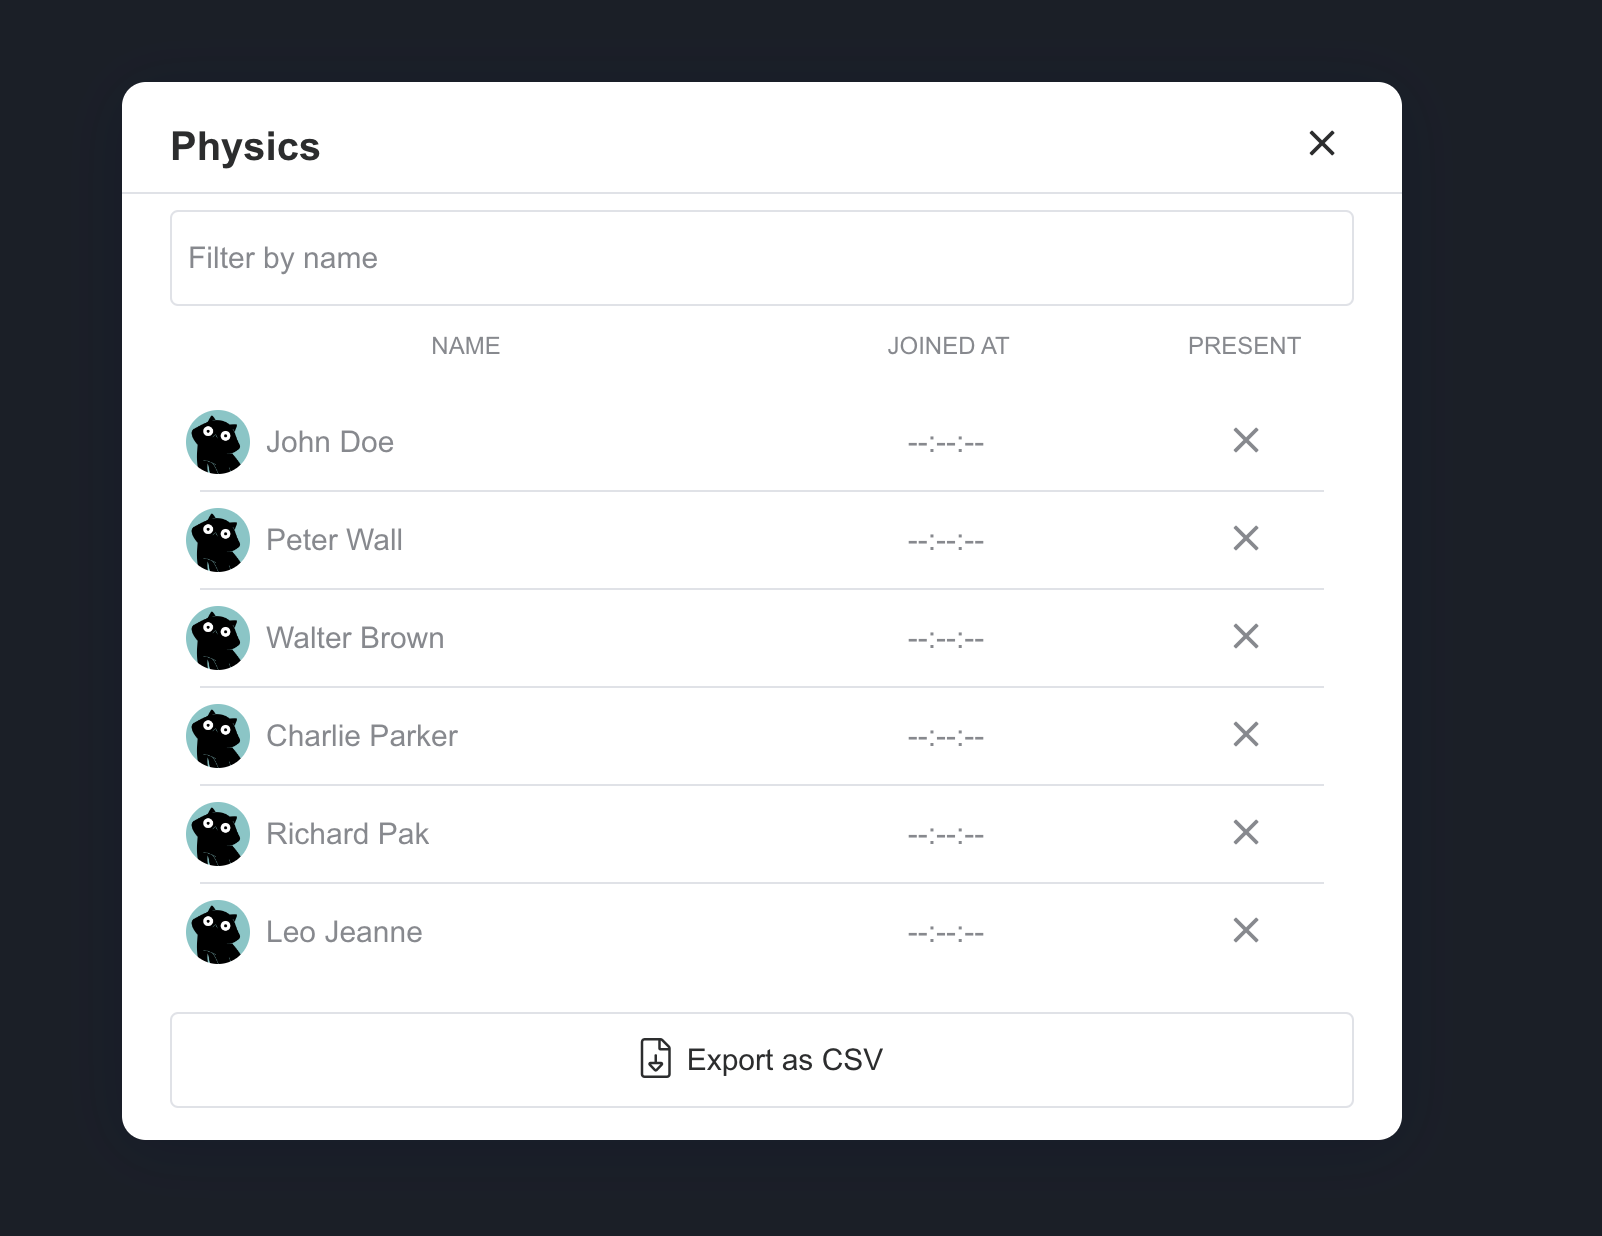 Physics
Filter by name
NAME JOINED AT PRESENT
John Doe --:--:--
Peter Wall --:--:--
Walter Brown --:--:--
Charlie Parker --:--:--
Richard Pak --:--:--
Leo Jeanne --:--:--
Export as CSV